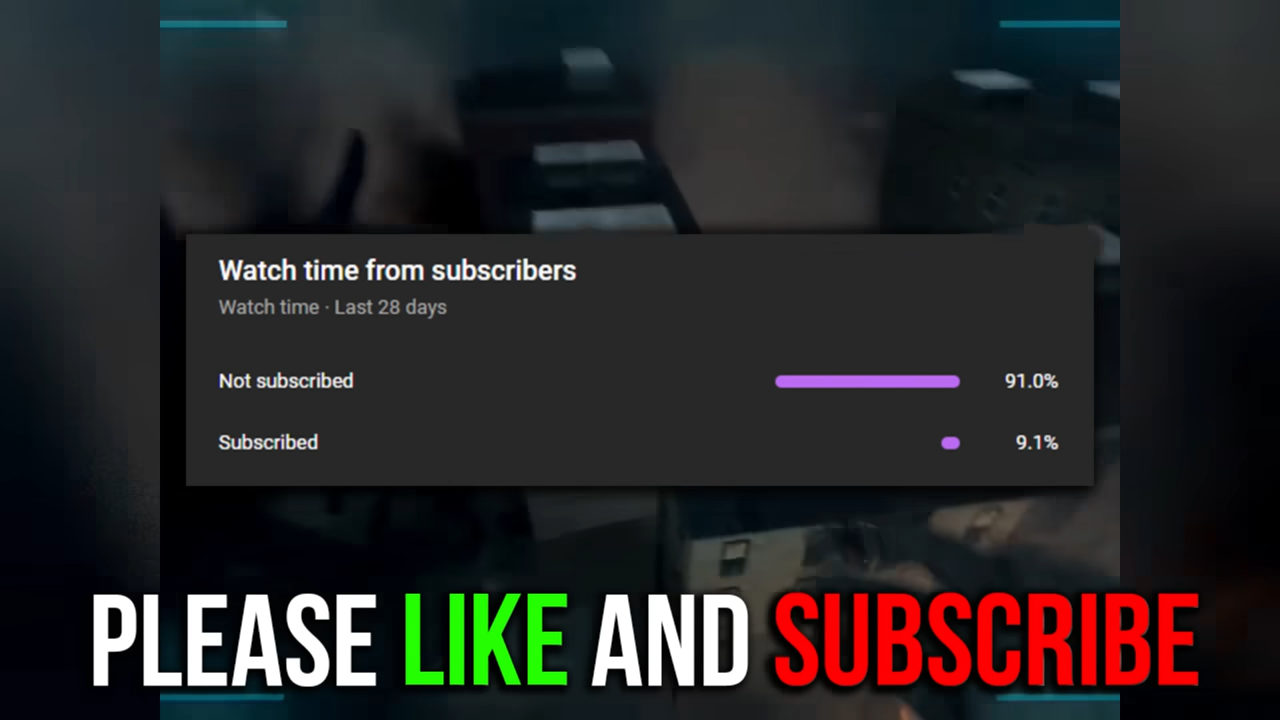 Watch time from subscribers
Watch time · Last 28 days
Not subscribed 91.0%
Subscribed 9.1%
PLEASE LIKE AND SUBSCRIBE